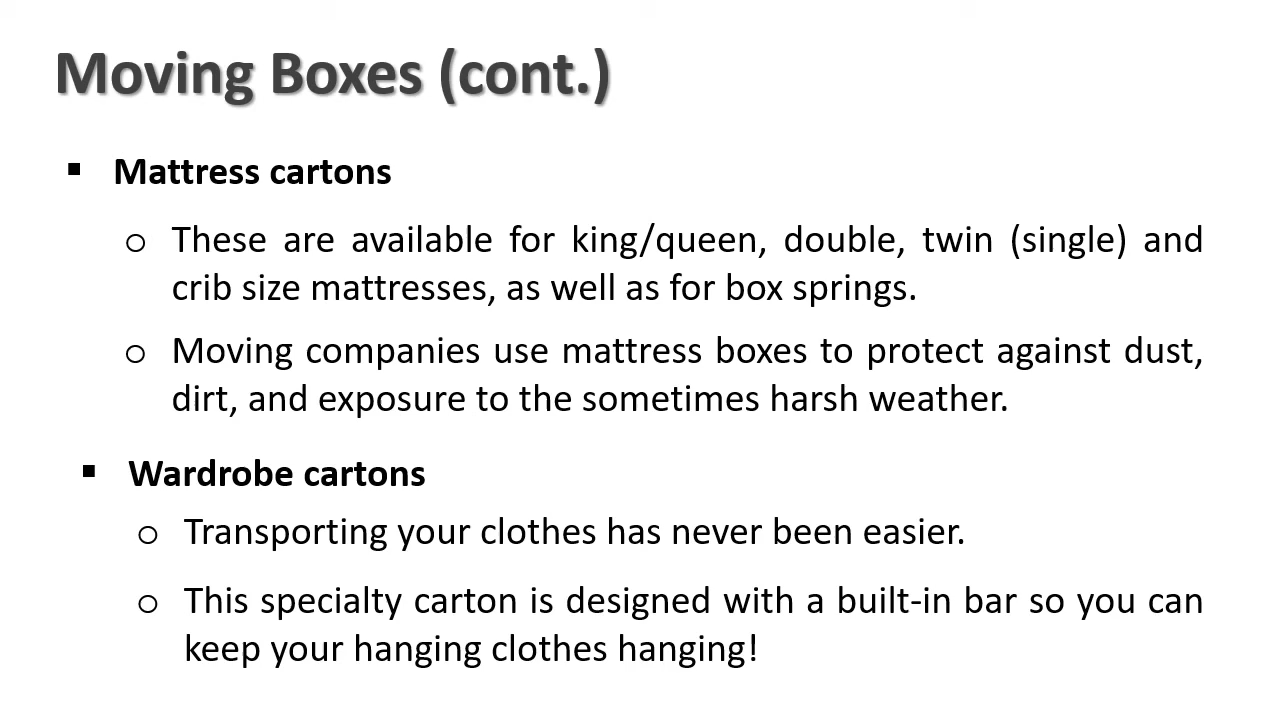 Moving Boxes (cont.)
▪ Mattress cartons
o These are available for king/queen, double, twin (single) and
crib size mattresses, as well as for box springs.
o Moving companies use mattress boxes to protect against dust,
dirt, and exposure to the sometimes harsh weather.
▪ Wardrobe cartons
o Transporting your clothes has never been easier.
o This specialty carton is designed with a built-in bar so you can
keep your hanging clothes hanging!